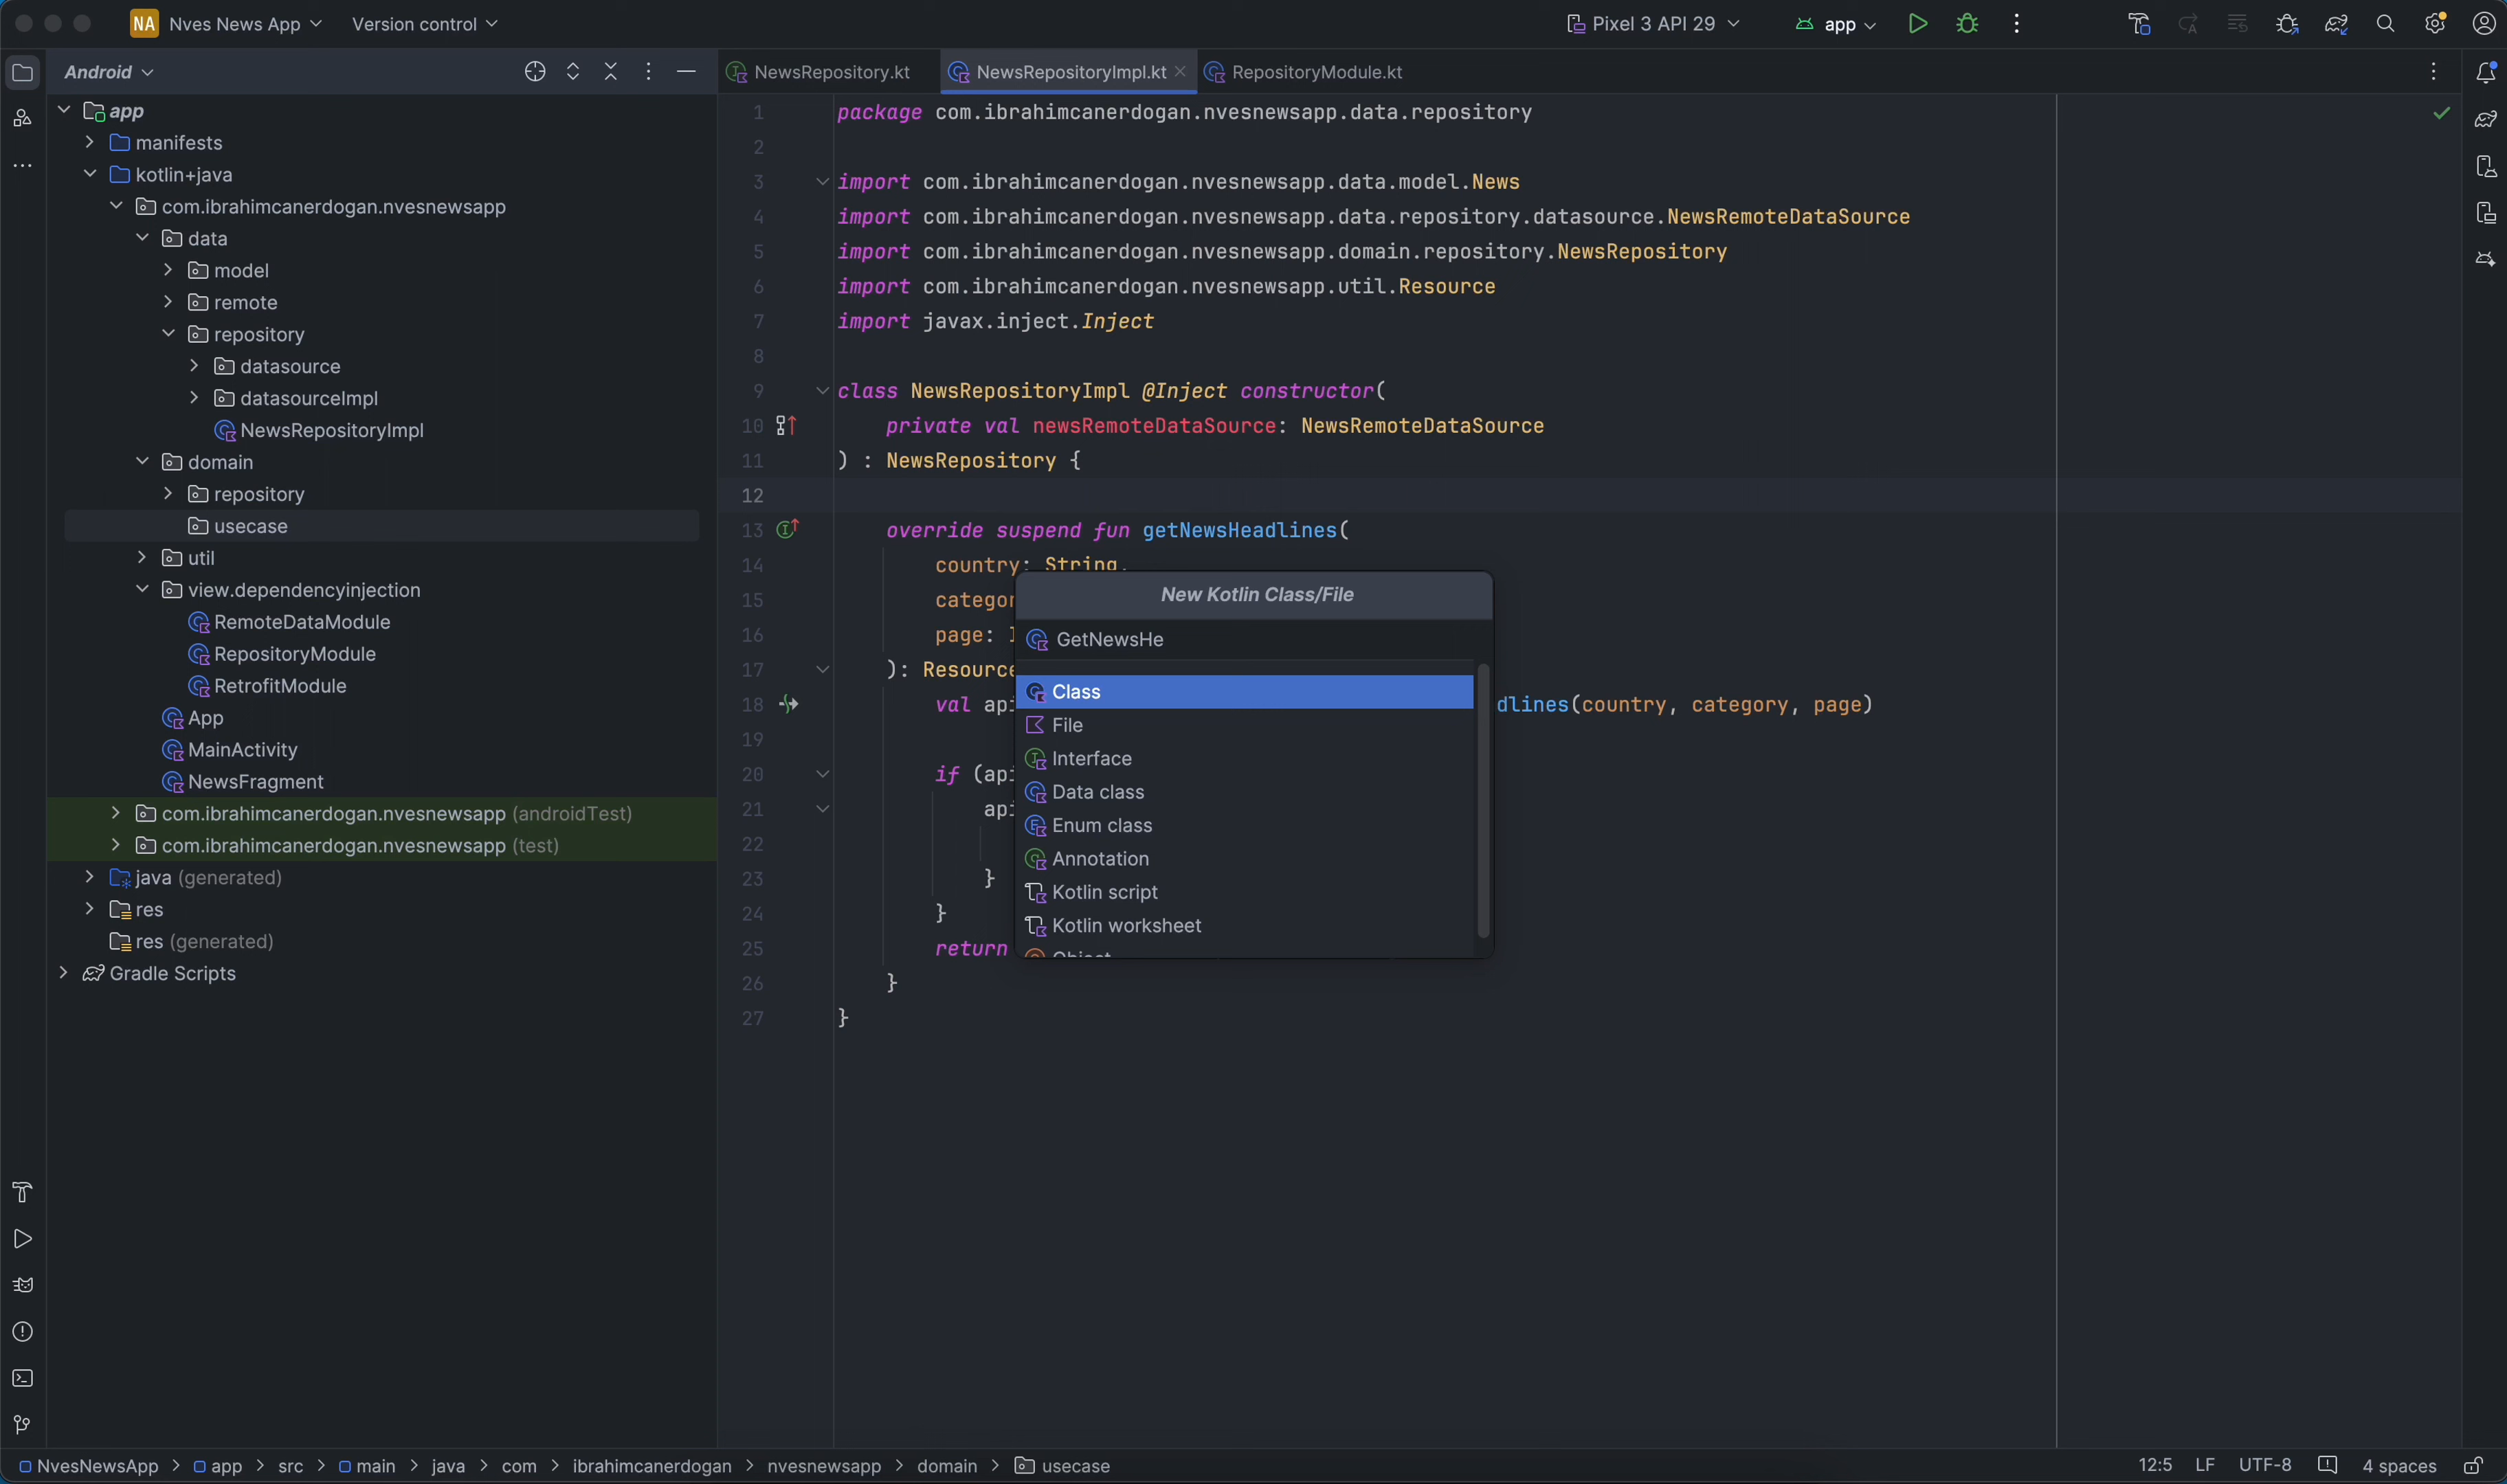 NA Nves News App Version control Pixel 3 API 29 app
Android
NewsRepository.kt NewsRepositoryImpl.kt RepositoryModule.kt
app
manifests
kotlin+java
com.ibrahimcanerdogan.nvesnewsapp
data
model
remote
repository
datasource
datasourceImpl
NewsRepositoryImpl
domain
repository
usecase
util
view.dependencyinjection
RemoteDataModule
RepositoryModule
RetrofitModule
App
MainActivity
NewsFragment
com.ibrahimcanerdogan.nvesnewsapp (androidTest)
com.ibrahimcanerdogan.nvesnewsapp (test)
java (generated)
res
res (generated)
Gradle Scripts
1 package com.ibrahimcanerdogan.nvesnewsapp.data.repository
2
3 import com.ibrahimcanerdogan.nvesnewsapp.data.model.News
4 import com.ibrahimcanerdogan.nvesnewsapp.data.repository.datasource.NewsRemoteDataSource
5 import com.ibrahimcanerdogan.nvesnewsapp.domain.repository.NewsRepository
6 import com.ibrahimcanerdogan.nvesnewsapp.util.Resource
7 import javax.inject.Inject
8
9 class NewsRepositoryImpl @Inject constructor(
10 private val newsRemoteDataSource: NewsRemoteDataSource
11 ) : NewsRepository {
12
13 override suspend fun getNewsHeadlines(
14 country: String,
15 categor
16 page:
17 ): Resource
18 val api dlines(country, category, page)
19
20 if (api
21 api
22
23 }
24 }
25 return
26 }
27 }
New Kotlin Class/File
GetNewsHe
Class
File
Interface
Data class
Enum class
Annotation
Kotlin script
Kotlin worksheet
Object
NvesNewsApp > app > src > main > java > com > ibrahimcanerdogan > nvesnewsapp > domain > usecase
12:5 LF UTF-8 4 spaces